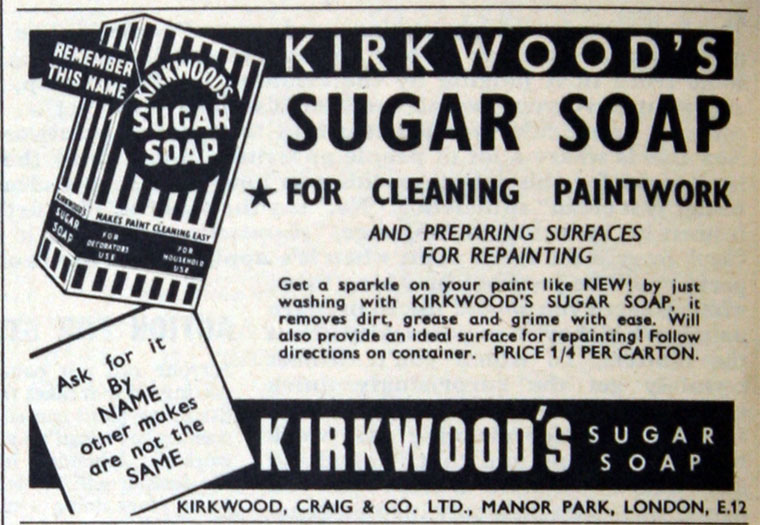 REMEMBER
THIS NAME
KIRKWOOD'S
SUGAR
SOAP
KIRKWOOD'S
SUGAR
SOAP
MAKES PAINT CLEANING EASY
FOR
DECORATORS
USE
FOR
HOUSEHOLD
USE
KIRKWOOD'S
SUGAR SOAP
★ FOR CLEANING PAINTWORK
AND PREPARING SURFACES
FOR REPAINTING
Get a sparkle on your paint like NEW! by just
washing with KIRKWOOD'S SUGAR SOAP, it
removes dirt, grease and grime with ease. Will
also provide an ideal surface for repainting! Follow
directions on container. PRICE 1/4 PER CARTON.
Ask for it
By
NAME
other makes
are not the
SAME
KIRKWOOD'S
SUGAR
SOAP
KIRKWOOD, CRAIG & CO. LTD., MANOR PARK, LONDON, E.12